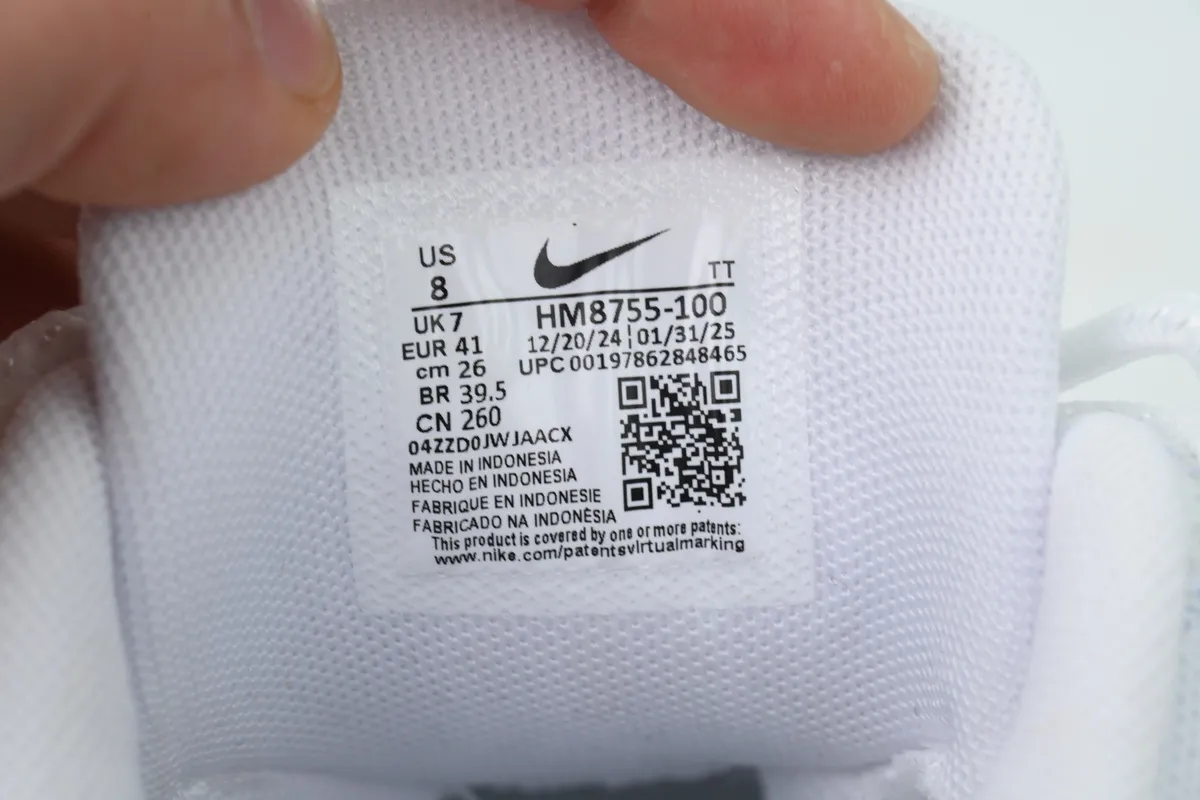 US
8
TT
UK 7
HM8755-100
EUR 41
12/20/24 ¦ 01/31/25
cm 26
UPC 00197862848465
BR 39.5
CN 260
04ZZD0JWJAACX
MADE IN INDONESIA
HECHO EN INDONESIA
FABRIQUE EN INDONESIE
FABRICADO NA INDONÉSIA
This product is covered by one or more patents:
www.nike.com/patentsvirtualmarking